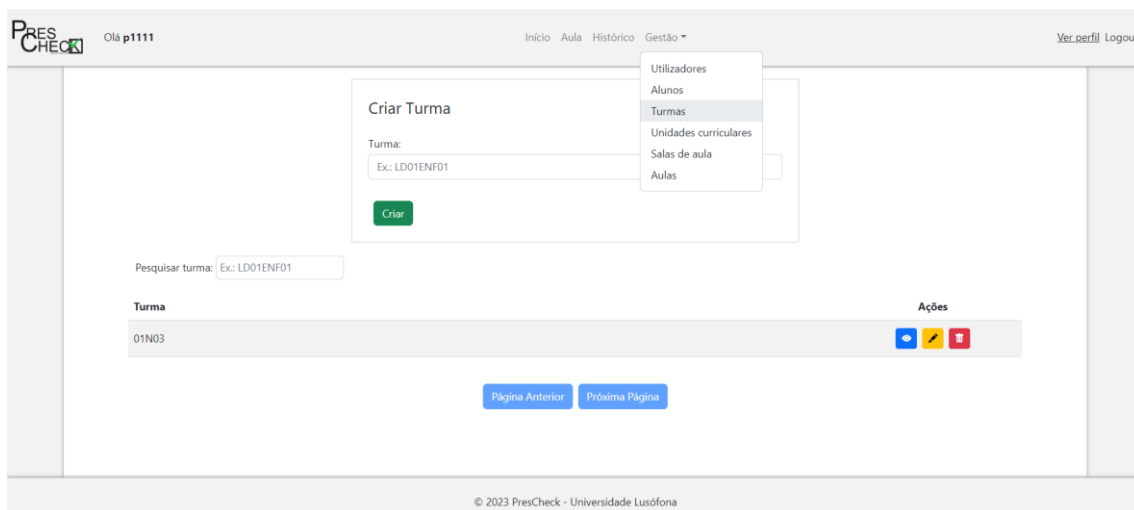 PRES
CHECK
Olá p1111
Início Aula Histórico Gestão
Ver perfil Logou
Utilizadores
Alunos
Turmas
Unidades curriculares
Salas de aula
Aulas
Criar Turma
Turma:
Ex.: LD01ENF01
Criar
Pesquisar turma: Ex.: LD01ENF01
Turma Ações
01N03
Página Anterior Próxima Página
© 2023 PresCheck - Universidade Lusófona